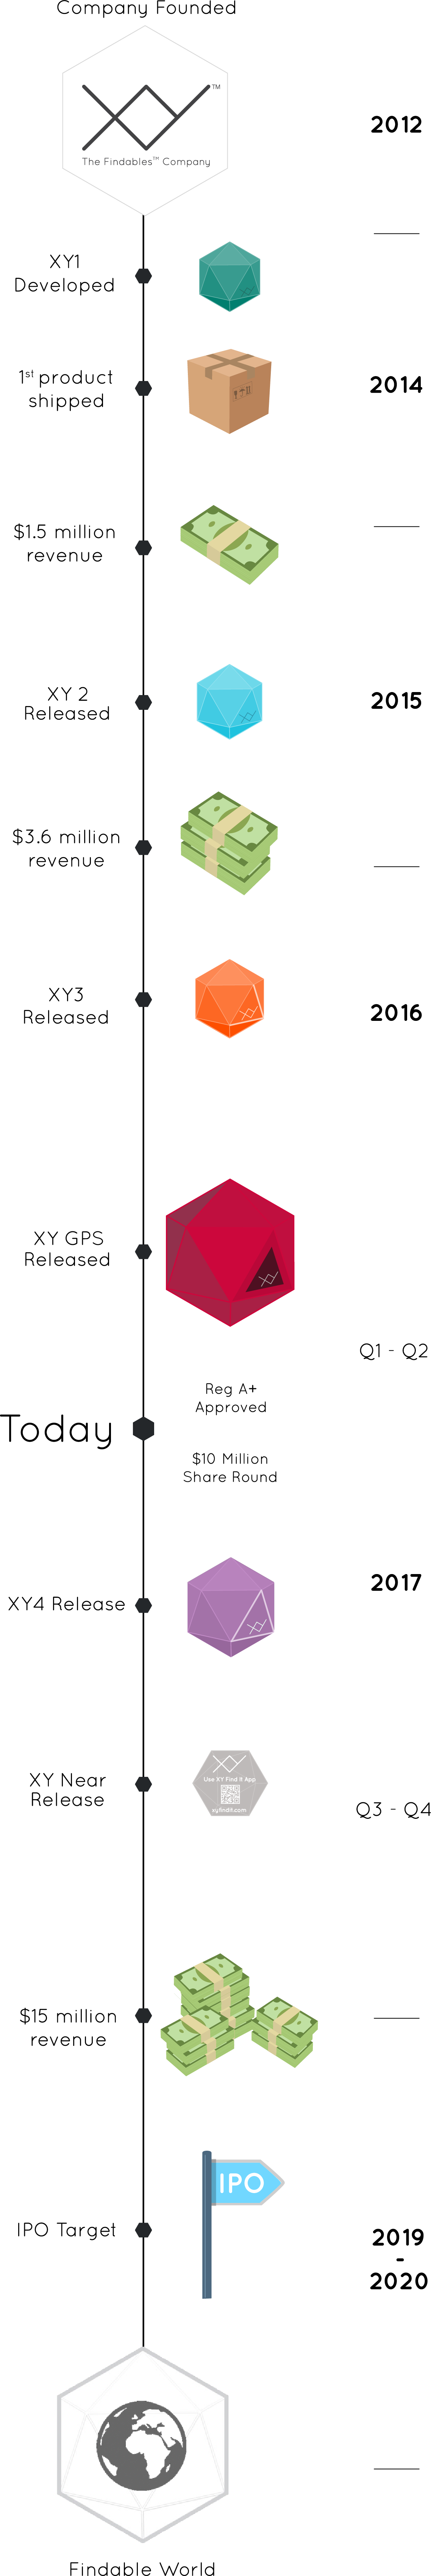 Company Founded
TM
The Findables™ Company
2012
XY1
Developed
1st product
shipped
2014
$1.5 million
revenue
XY 2
Released
2015
$3.6 million
revenue
XY3
Released
2016
XY GPS
Released
Q1 - Q2
Reg A+
Approved
Today
$10 Million
Share Round
2017
XY4 Release
XY Near
Release
Use XY Find It App
xyfindit.com
Q3 - Q4
$15 million
revenue
IPO
IPO Target
2019
-
2020
Findable World